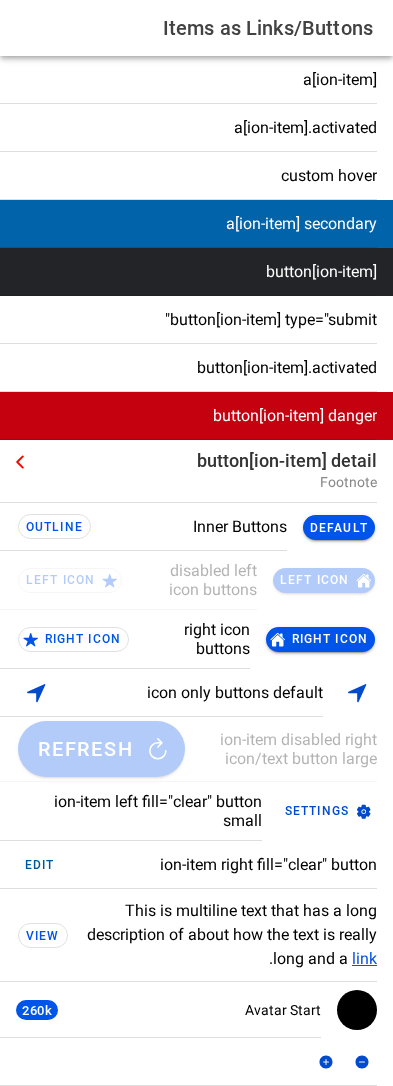 Items as Links/Buttons
a[ion-item]
a[ion-item].activated
custom hover
a[ion-item] secondary
button[ion-item]
"button[ion-item] type="submit
button[ion-item].activated
button[ion-item] danger
button[ion-item] detail
Footnote
DEFAULT
Inner Buttons
OUTLINE
LEFT ICON
disabled left
icon buttons
LEFT ICON
RIGHT ICON
right icon
buttons
RIGHT ICON
icon only buttons default
ion-item disabled right
icon/text button large
REFRESH
SETTINGS
ion-item left fill="clear" button
small
ion-item right fill="clear" button
EDIT
This is multiline text that has a long
description of about how the text is really
.long and a link
VIEW
Avatar Start
260k